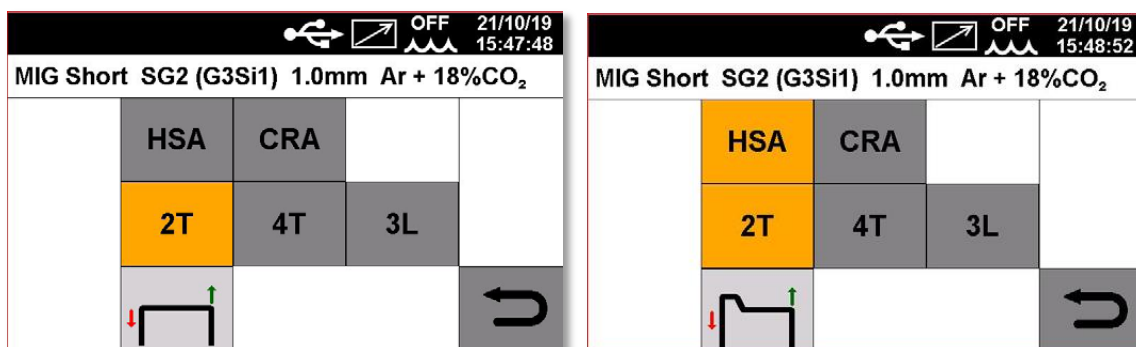 OFF 21/10/19
15:47:48
MIG Short SG2 (G3Si1) 1.0mm Ar + 18%CO₂
HSA CRA
2T 4T 3L
OFF 21/10/19
15:48:52
MIG Short SG2 (G3Si1) 1.0mm Ar + 18%CO₂
HSA CRA
2T 4T 3L